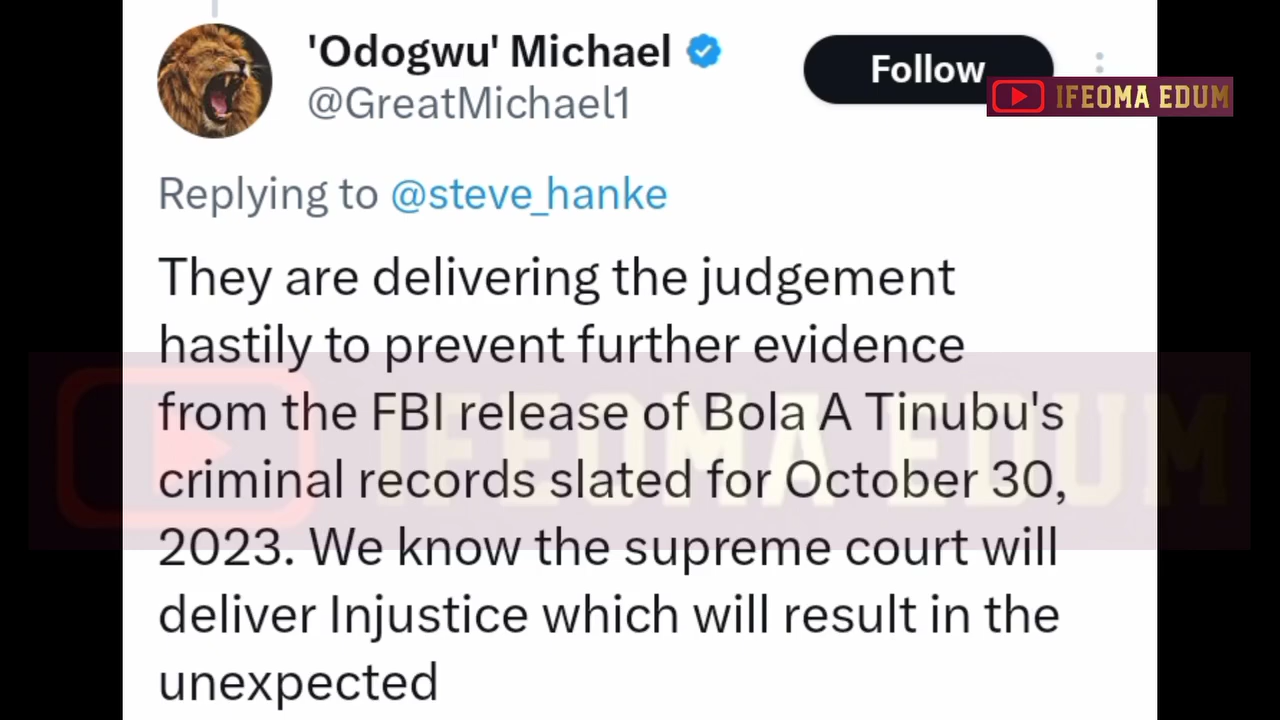 'Odogwu' Michael
@GreatMichael1
Follow
IFEOMA EDUM
Replying to @steve_hanke
They are delivering the judgement
hastily to prevent further evidence
from the FBI release of Bola A Tinubu's
criminal records slated for October 30,
2023. We know the supreme court will
deliver Injustice which will result in the
unexpected
IFEOMA EDUM